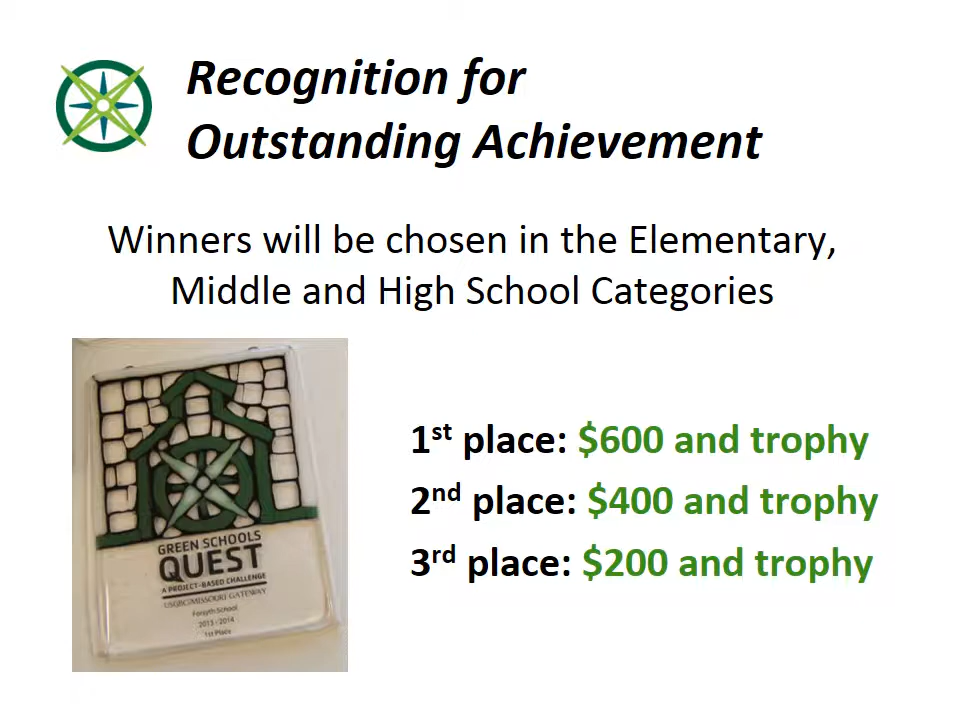 Recognition for
Outstanding Achievement
Winners will be chosen in the Elementary,
Middle and High School Categories
1st place: $600 and trophy
2nd place: $400 and trophy
3rd place: $200 and trophy
GREEN SCHOOLS
QUEST
A PROJECT-BASED CHALLENGE
USGBC-MISSOURI GATEWAY
Forsyth School
2013 - 2014
1st Place